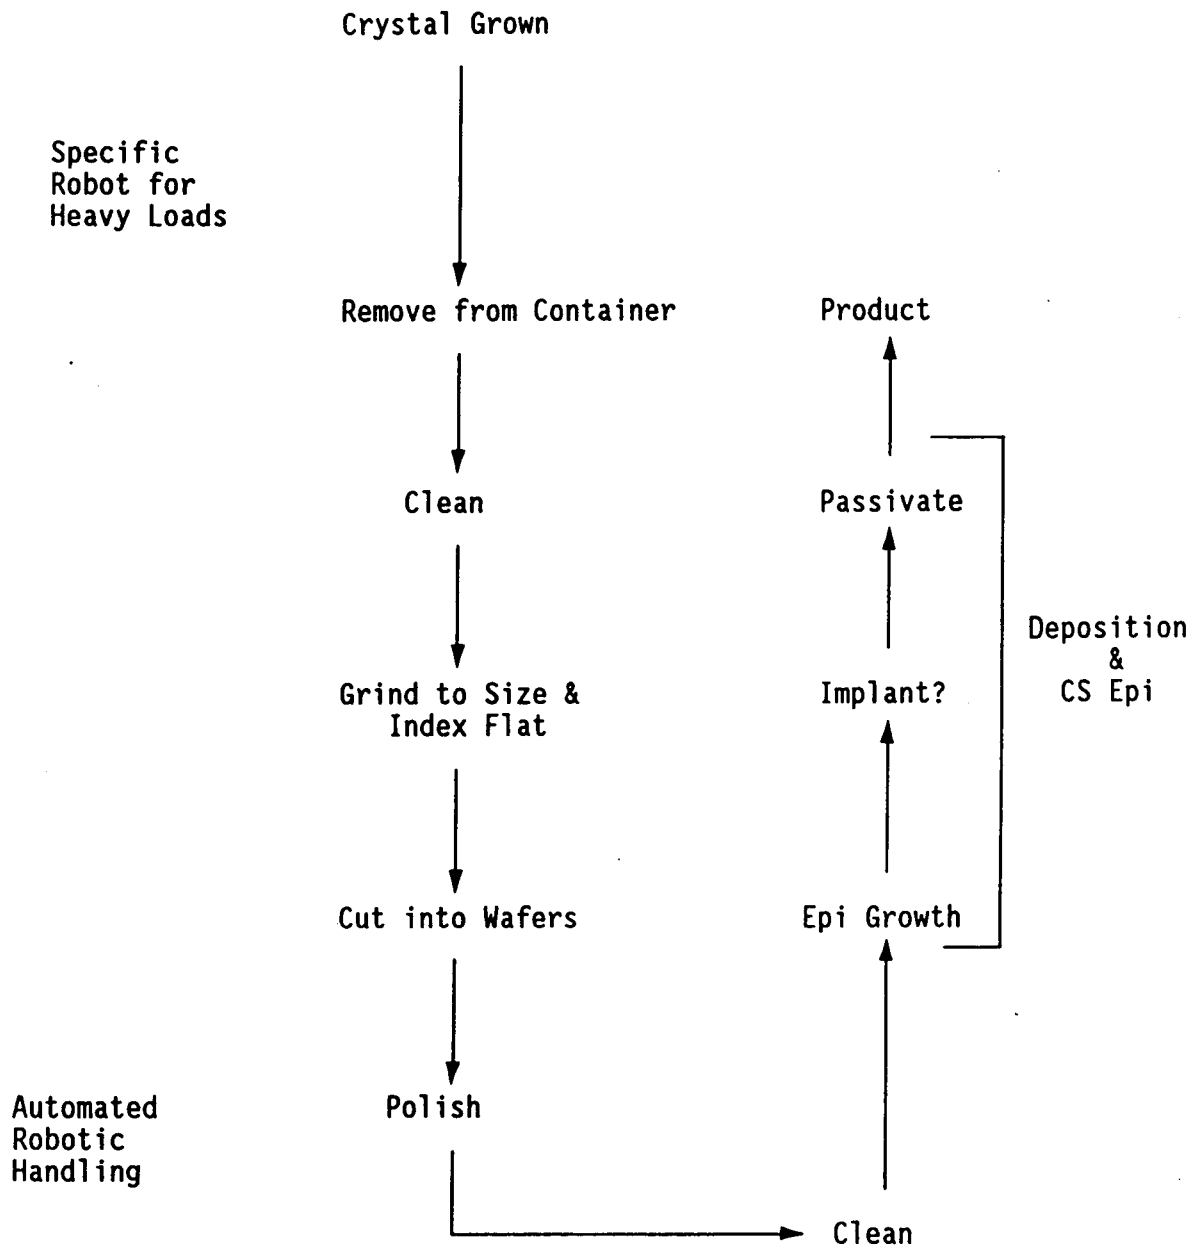 Crystal Grown
Specific
Robot for
Heavy Loads
Remove from Container
Clean
Grind to Size &
Index Flat
Cut into Wafers
Automated
Robotic
Handling
Polish
Clean
Epi Growth
Implant?
Passivate
Product
Deposition
&
CS Epi